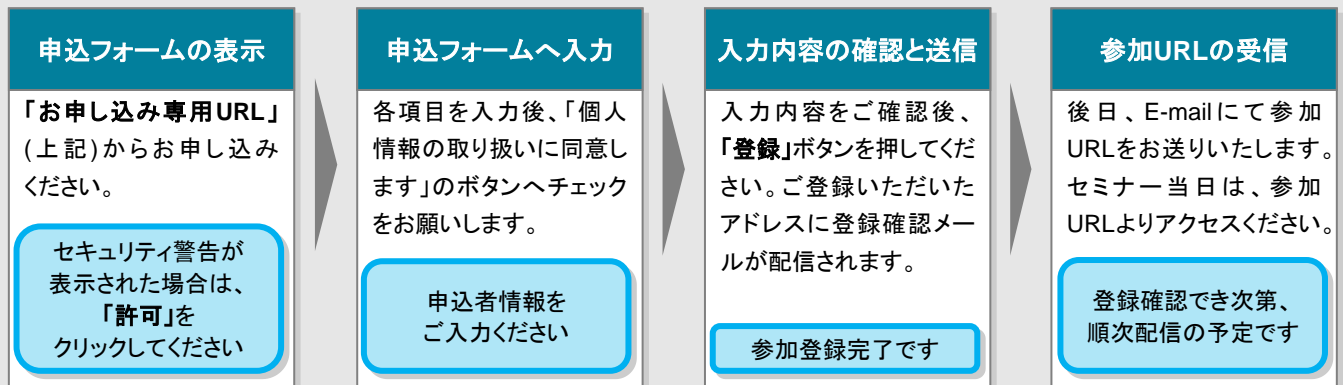 申込フォームの表示
「お申し込み専用URL」
(上記)からお申し込み
ください。
セキュリティ警告が
表示された場合は、
「許可」を
クリックしてください
申込フォームへ入力
各項目を入力後、「個人
情報の取り扱いに同意し
ます」のボタンへチェック
をお願いします。
申込者情報を
ご入力ください
入力内容の確認と送信
入力内容をご確認後、
「登録」ボタンを押してくだ
さい。ご登録いただいた
アドレスに登録確認メー
ルが配信されます。
参加登録完了です
参加URLの受信
後日、E-mailにて参加
URLをお送りいたします。
セミナー当日は、参加
URLよりアクセスください。
登録確認でき次第、
順次配信の予定です